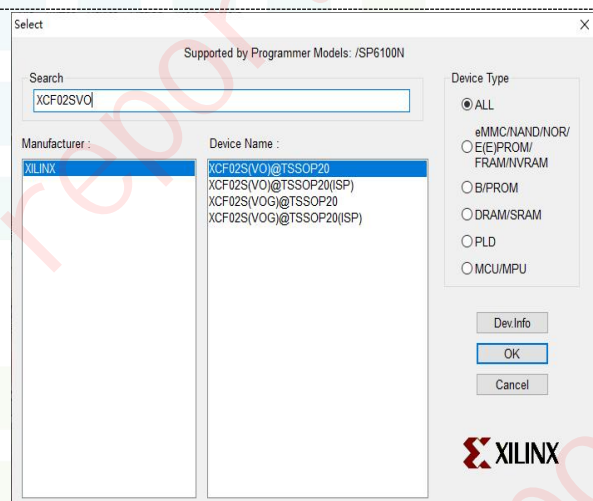 Select
Supported by Programmer Models: /SP6100N
Search
XCF02SVO
Manufacturer :
XILINX
Device Name :
XCF02S(VO)@TSSOP20
XCF02S(VO)@TSSOP20(ISP)
XCF02S(VOG)@TSSOP20
XCF02S(VOG)@TSSOP20(ISP)
Device Type
ALL
eMMC/NAND/NOR/
E(E)PROM/
FRAM/NVRAM
B/PROM
DRAM/SRAM
PLD
MCU/MPU
Dev.Info
OK
Cancel
XILINX
repor